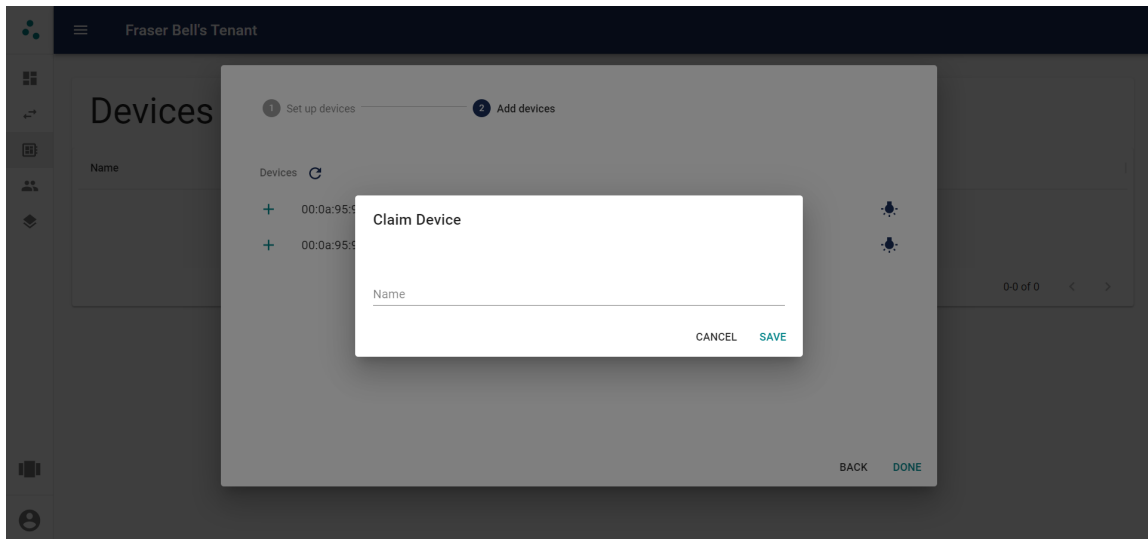 Fraser Bell's Tenant
Devices
1 Set up devices 2 Add devices
Name
Devices
00:0a:95:9
00:0a:95:9
Claim Device
Name
CANCEL SAVE
0-0 of 0
BACK DONE